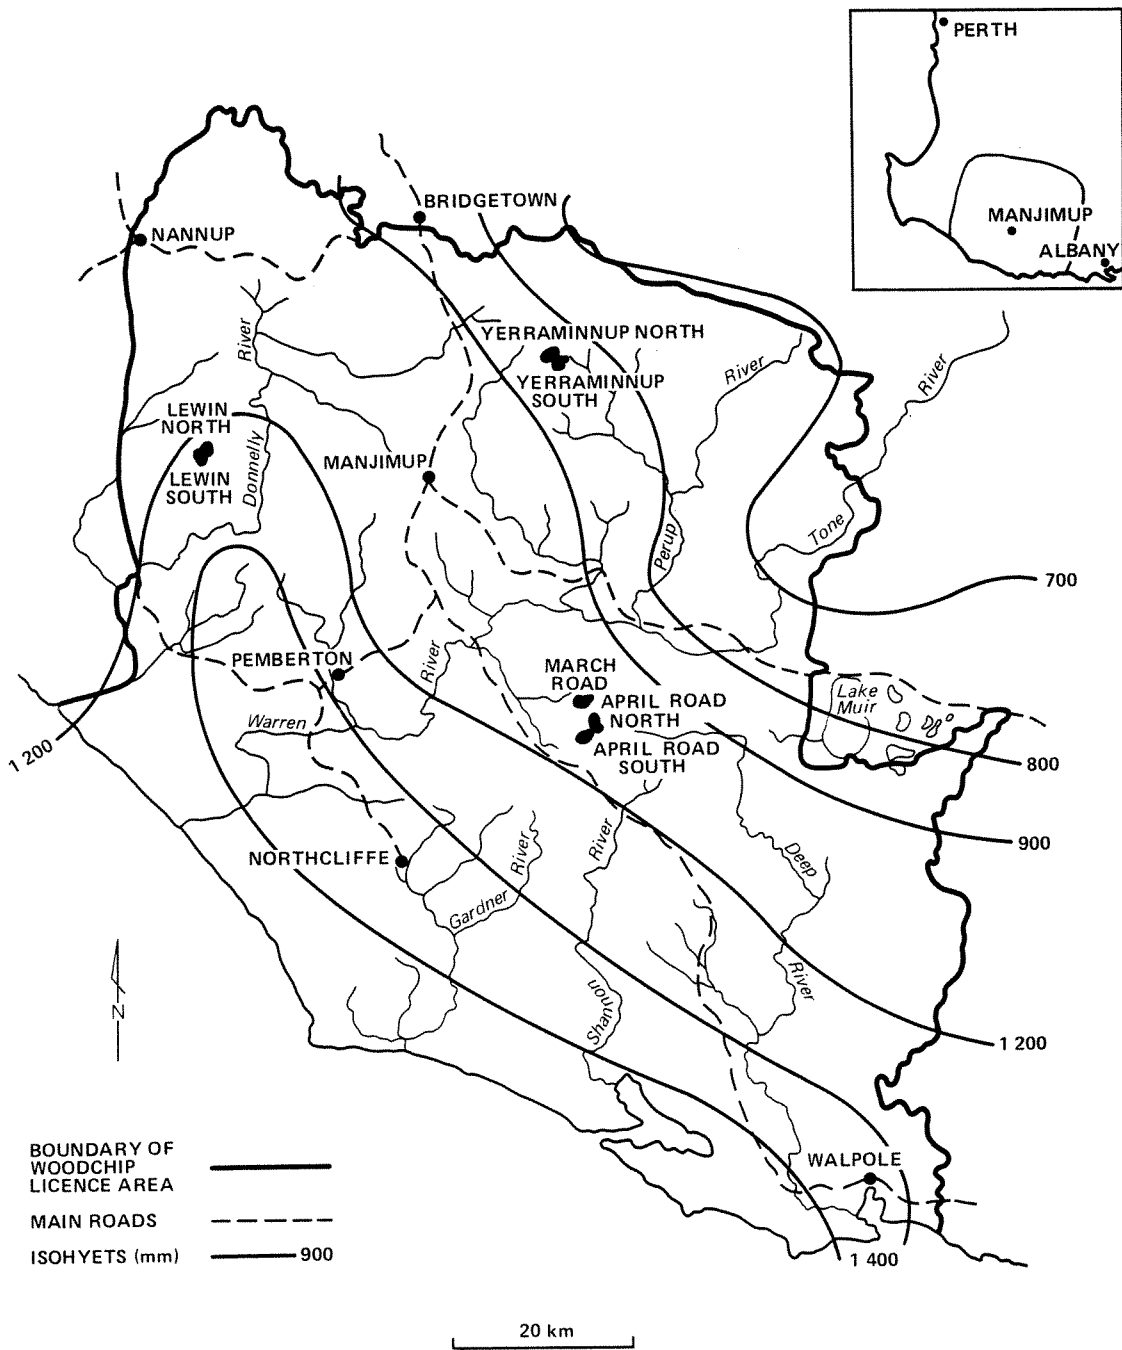 PERTH
MANJIMUP
ALBANY
BRIDGETOWN
NANNUP
YERRAMINNUP NORTH
YERRAMINNUP
SOUTH
River
River
River
LEWIN
NORTH
LEWIN
SOUTH
Donnelly
MANJIMUP
Perup
Tone
700
PEMBERTON
River
MARCH
ROAD
APRIL ROAD
NORTH
APRIL ROAD
SOUTH
Lake
Muir
Warren
1 200
800
900
NORTHCLIFFE
Gardner
River
River
Deep
River
Shannon
1 200
N
WALPOLE
1 400
BOUNDARY OF
WOODCHIP
LICENCE AREA
MAIN ROADS
ISOHYETS (mm)
900
20 km